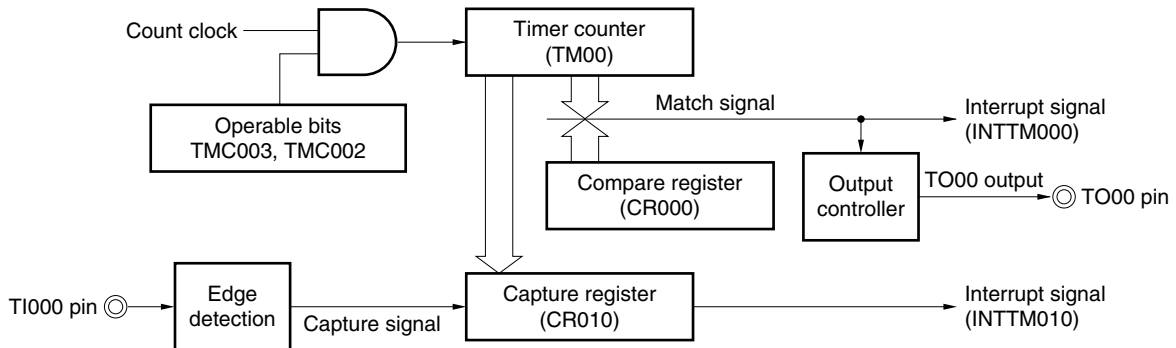 Count clock
Timer counter
(TM00)
Operable bits
TMC003, TMC002
Match signal
Interrupt signal
(INTTM000)
Compare register
(CR000)
Output
controller
TO00 output
TO00 pin
TI000 pin
Edge
detection
Capture signal
Capture register
(CR010)
Interrupt signal
(INTTM010)